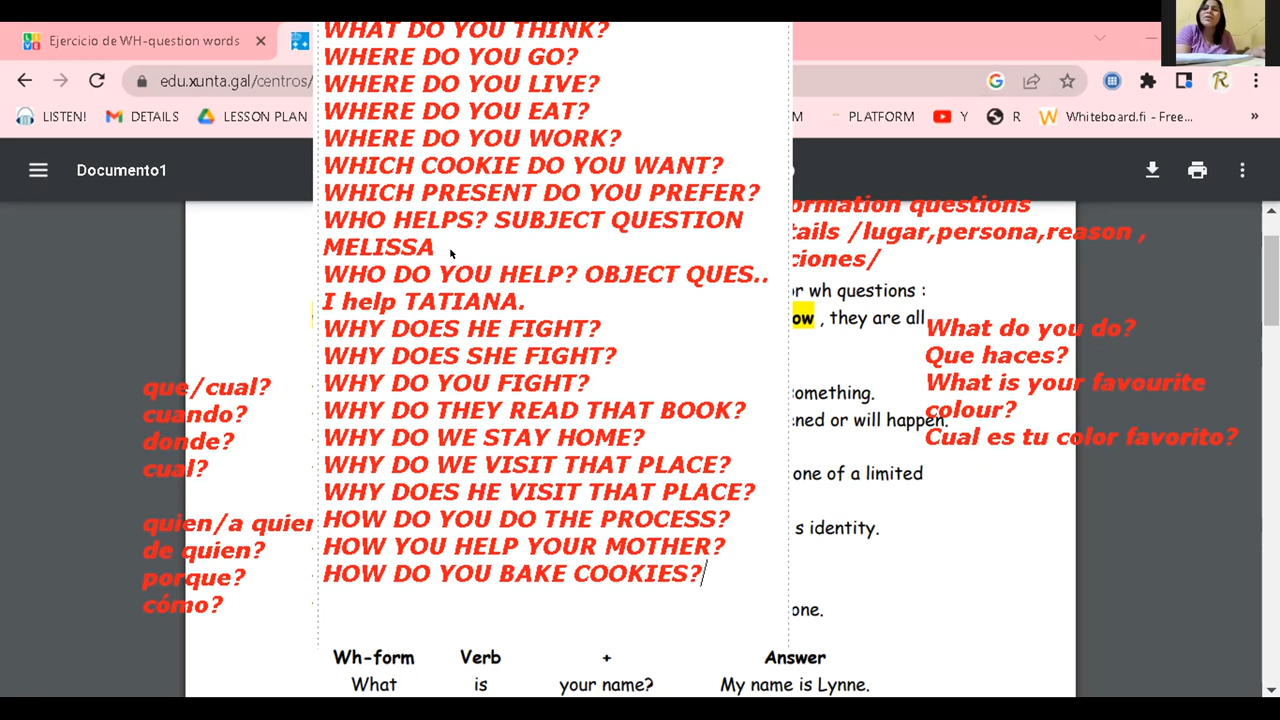 WHAT DO YOU THINK?
Ejercicio de WH-question words
WHERE DO YOU GO?
edu.xunta.gal/centros/
WHERE DO YOU LIVE?
LISTEN! DETAILS LESSON PLAN
WHERE DO YOU EAT?
M PLATFORM Y R Whiteboard.fi - Free...
WHERE DO YOU WORK?
Documento1
WHICH COOKIE DO YOU WANT?
WHICH PRESENT DO YOU PREFER?
WHO HELPS? SUBJECT QUESTION
MELISSA
WHO DO YOU HELP? OBJECT QUES..
I help TATIANA.
WHY DOES HE FIGHT?
WHY DOES SHE FIGHT?
WHY DO YOU FIGHT?
WHY DO THEY READ THAT BOOK?
WHY DO WE STAY HOME?
WHY DO WE VISIT THAT PLACE?
WHY DOES HE VISIT THAT PLACE?
HOW DO YOU DO THE PROCESS?
HOW YOU HELP YOUR MOTHER?
HOW DO YOU BAKE COOKIES?
que/cual?
cuando?
donde?
cual?
quien/a quien
de quien?
porque?
cómo?
ormation questions
tails /lugar,persona,reason ,
ciones/
or wh questions :
ow , they are all
omething.
ened or will happen.
one of a limited
s identity.
one.
What do you do?
Que haces?
What is your favourite
colour?
Cual es tu color favorito?
Wh-form Verb + Answer
What is your name? My name is Lynne.